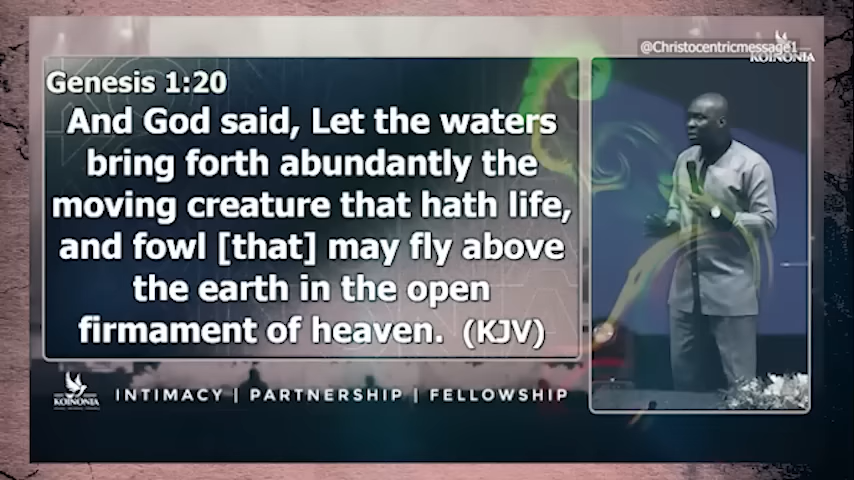 @Christocentricmessage1
KOINONIA
Genesis 1:20
And God said, Let the waters
bring forth abundantly the
moving creature that hath life,
and fowl [that] may fly above
the earth in the open
firmament of heaven. (KJV)
KOINONIA
INTIMACY | PARTNERSHIP | FELLOWSHIP